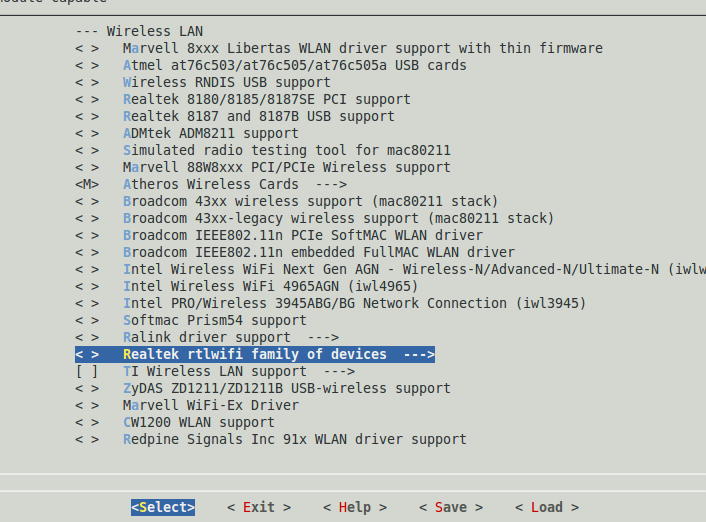 --- Wireless LAN
< > Marvell 8xxx Libertas WLAN driver support with thin firmware
< > Atmel at76c503/at76c505/at76c505a USB cards
< > Wireless RNDIS USB support
< > Realtek 8180/8185/8187SE PCI support
< > Realtek 8187 and 8187B USB support
< > ADMtek ADM8211 support
< > Simulated radio testing tool for mac80211
< > Marvell 88W8xxx PCI/PCIe Wireless support
<M> Atheros Wireless Cards --->
< > Broadcom 43xx wireless support (mac80211 stack)
< > Broadcom 43xx-legacy wireless support (mac80211 stack)
< > Broadcom IEEE802.11n PCIe SoftMAC WLAN driver
< > Broadcom IEEE802.11n embedded FullMAC WLAN driver
< > Intel Wireless WiFi Next Gen AGN - Wireless-N/Advanced-N/Ultimate-N (iwlw
< > Intel Wireless WiFi 4965AGN (iwl4965)
< > Intel PRO/Wireless 3945ABG/BG Network Connection (iwl3945)
< > Softmac Prism54 support
< > Ralink driver support --->
< > Realtek rtlwifi family of devices --->
[ ] TI Wireless LAN support --->
< > ZyDAS ZD1211/ZD1211B USB-wireless support
< > Marvell WiFi-Ex Driver
< > CW1200 WLAN support
< > Redpine Signals Inc 91x WLAN driver support
<Select> < Exit > < Help > < Save > < Load >